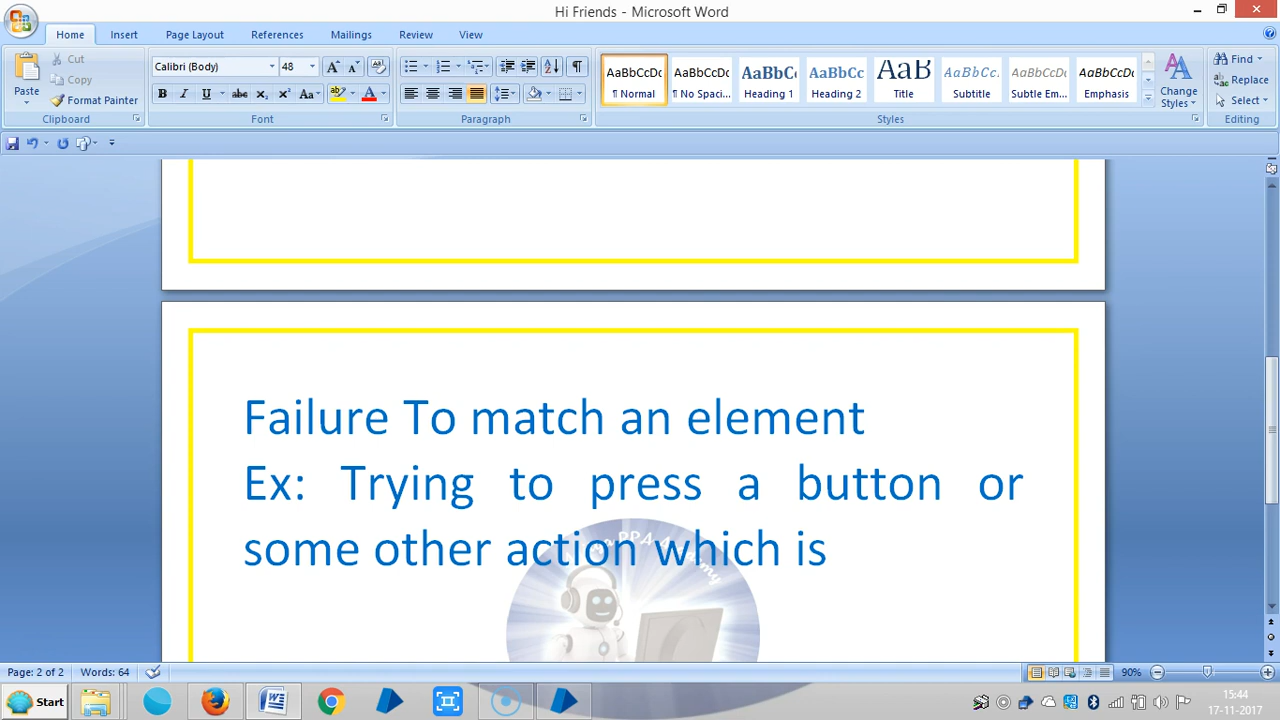 Hi Friends - Microsoft Word
Home Insert Page Layout References Mailings Review View
Paste
Cut
Copy
Format Painter
Clipboard
Calibri (Body) 48
Font
Paragraph
AaBbCcDc AaBbCcDc AaBbC AaBbCc AaB AaBbCc. AaBbCcDc AaBbCcDc
¶ Normal ¶ No Spaci... Heading 1 Heading 2 Title Subtitle Subtle Em... Emphasis
Change
Styles
Styles
Find
Replace
Select
Editing
Failure To match an element
Ex: Trying to press a button or
some other action which is
Academy
Page: 2 of 2 Words: 64 90%
Start 15:44
17-11-2017